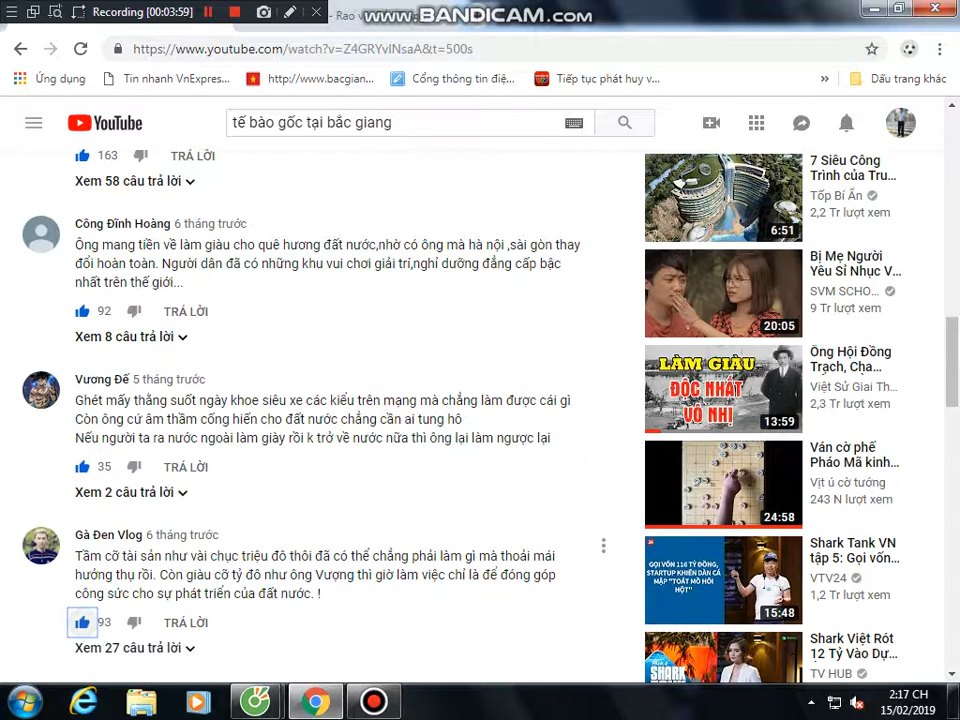 Recording [00:03:59]
www.BANDICAM.com
Rao v
https://www.youtube.com/watch?v=Z4GRYvINsaA&t=500s
Ứng dụng
Tin nhanh VnExpres...
http://www.bacgian...
Cổng thông tin điệ...
Tiếp tục phát huy v...
»
Dấu trang khác
YouTube
tế bào gốc tại bắc giang
163 TRẢ LỜI
Xem 58 câu trả lời
Công Đĩnh Hoàng 6 tháng trước
Ông mang tiền về làm giàu cho quê hương đất nước,nhờ có ông mà hà nội ,sài gòn thay
đổi hoàn toàn. Người dân đã có những khu vui chơi giải trí,nghỉ dưỡng đẳng cấp bậc
nhất trên thế giới...
92 TRẢ LỜI
Xem 8 câu trả lời
Vương Đế 5 tháng trước
Ghét mấy thằng suốt ngày khoe siêu xe các kiểu trên mạng mà chẳng làm được cái gì
Còn ông cứ âm thầm cống hiến cho đất nước chẳng cần ai tung hô
Nếu người ta ra nước ngoài làm giày rồi k trở về nước nữa thì ông lại làm ngược lại
35 TRẢ LỜI
Xem 2 câu trả lời
Gà Đen Vlog 6 tháng trước
Tầm cỡ tài sản như vài chục triệu đô thôi đã có thể chẳng phải làm gì mà thoải mái
hưởng thụ rồi. Còn giàu cỡ tỷ đô như ông Vượng thì giờ làm việc chỉ là để đóng góp
công sức cho sự phát triển của đất nước. !
93 TRẢ LỜI
Xem 27 câu trả lời
6:51
7 Siêu Công
Trình của Tru...
Tốp Bí Ẩn
2,2 Tr lượt xem
20:05
Bị Mẹ Người
Yêu Sỉ Nhục V...
SVM SCHO...
9 Tr lượt xem
LÀM GIÀU
ĐỘC NHẤT
VÔ NHỊ
13:59
Ông Hội Đồng
Trạch, Cha...
Việt Sử Giai Th...
2,3 Tr lượt xem
24:58
Ván cờ phế
Pháo Mã kinh...
Vịt ú cờ tướng
243 N lượt xem
GỌI VỐN 116 TỶ ĐỒNG,
STARTUP KHIẾN DÀN CÁ
MẬP "TOÁT MỒ HÔI
HỘT"
15:48
Shark Tank VN
tập 5: Gọi vốn...
VTV24
1,2 Tr lượt xem
Shark Việt Rót
12 Tỷ Vào Dự...
TV HUB
2:17 CH
15/02/2019